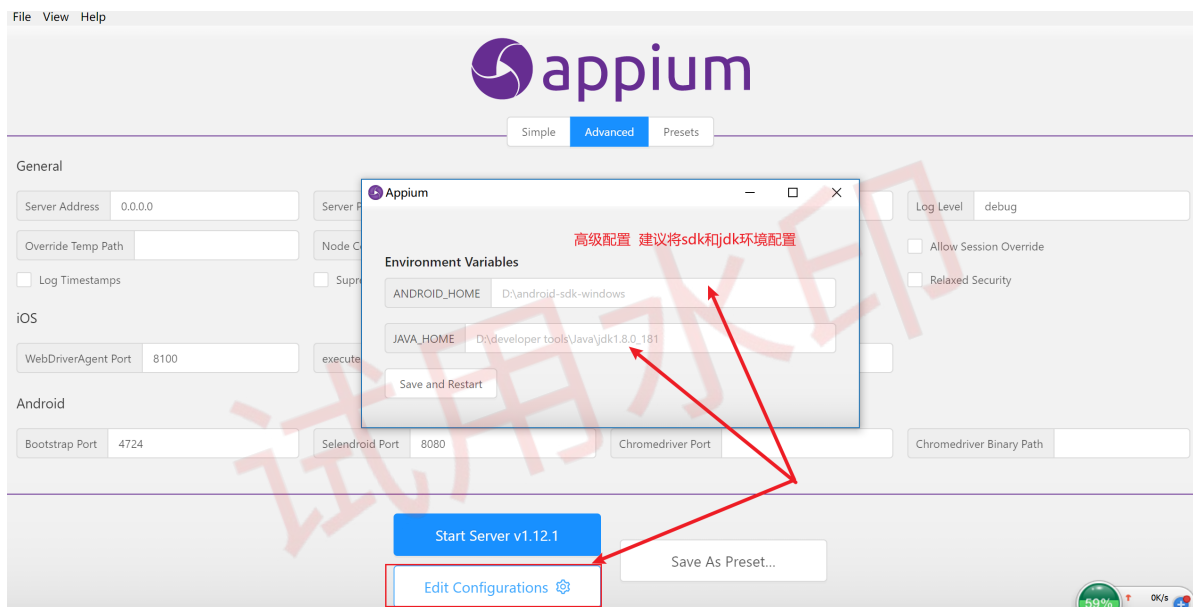 File View Help
appium
Simple Advanced Presets
General
Server Address 0.0.0.0
Server P
Log Level debug
Override Temp Path
Node Co
Allow Session Override
Log Timestamps
Supre
Relaxed Security
Appium
高级配置 建议将sdk和jdk环境配置
Environment Variables
ANDROID_HOME D:\android-sdk-windows
JAVA_HOME D:\developer tools\Java\jdk1.8.0_181
Save and Restart
iOS
WebDriverAgent Port 8100
execute
Android
Bootstrap Port 4724
Selendroid Port 8080
Chromedriver Port
Chromedriver Binary Path
Start Server v1.12.1
Edit Configurations
Save As Preset...
59%
0K/s
试用水印